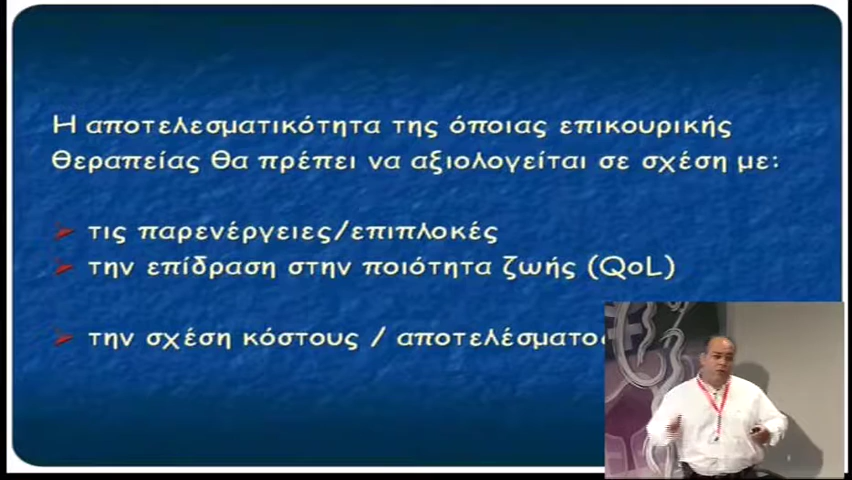 Η αποτελεσματικότητα της όποιας επικουρικής
θεραπείας θα πρέπει να αξιολογείται σε σχέση με:
τις παρενέργειες/επιπλοκές
την επίδραση στην ποιότητα ζωής (QoL)
την σχέση κόστους / αποτελέσματος